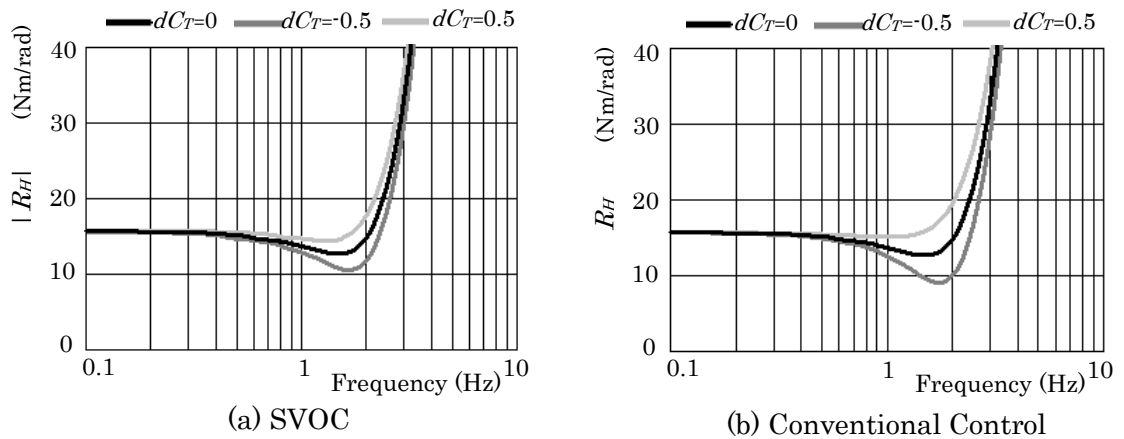 dCT=0 dCT=-0.5 dCT=0.5
(Nm/rad)
|RH|
40
30
20
10
0
0.1 1 10
Frequency (Hz)
(a) SVOC
dCT=0 dCT=-0.5 dCT=0.5
(Nm/rad)
RH
40
30
20
10
0
0.1 1 10
Frequency (Hz)
(b) Conventional Control